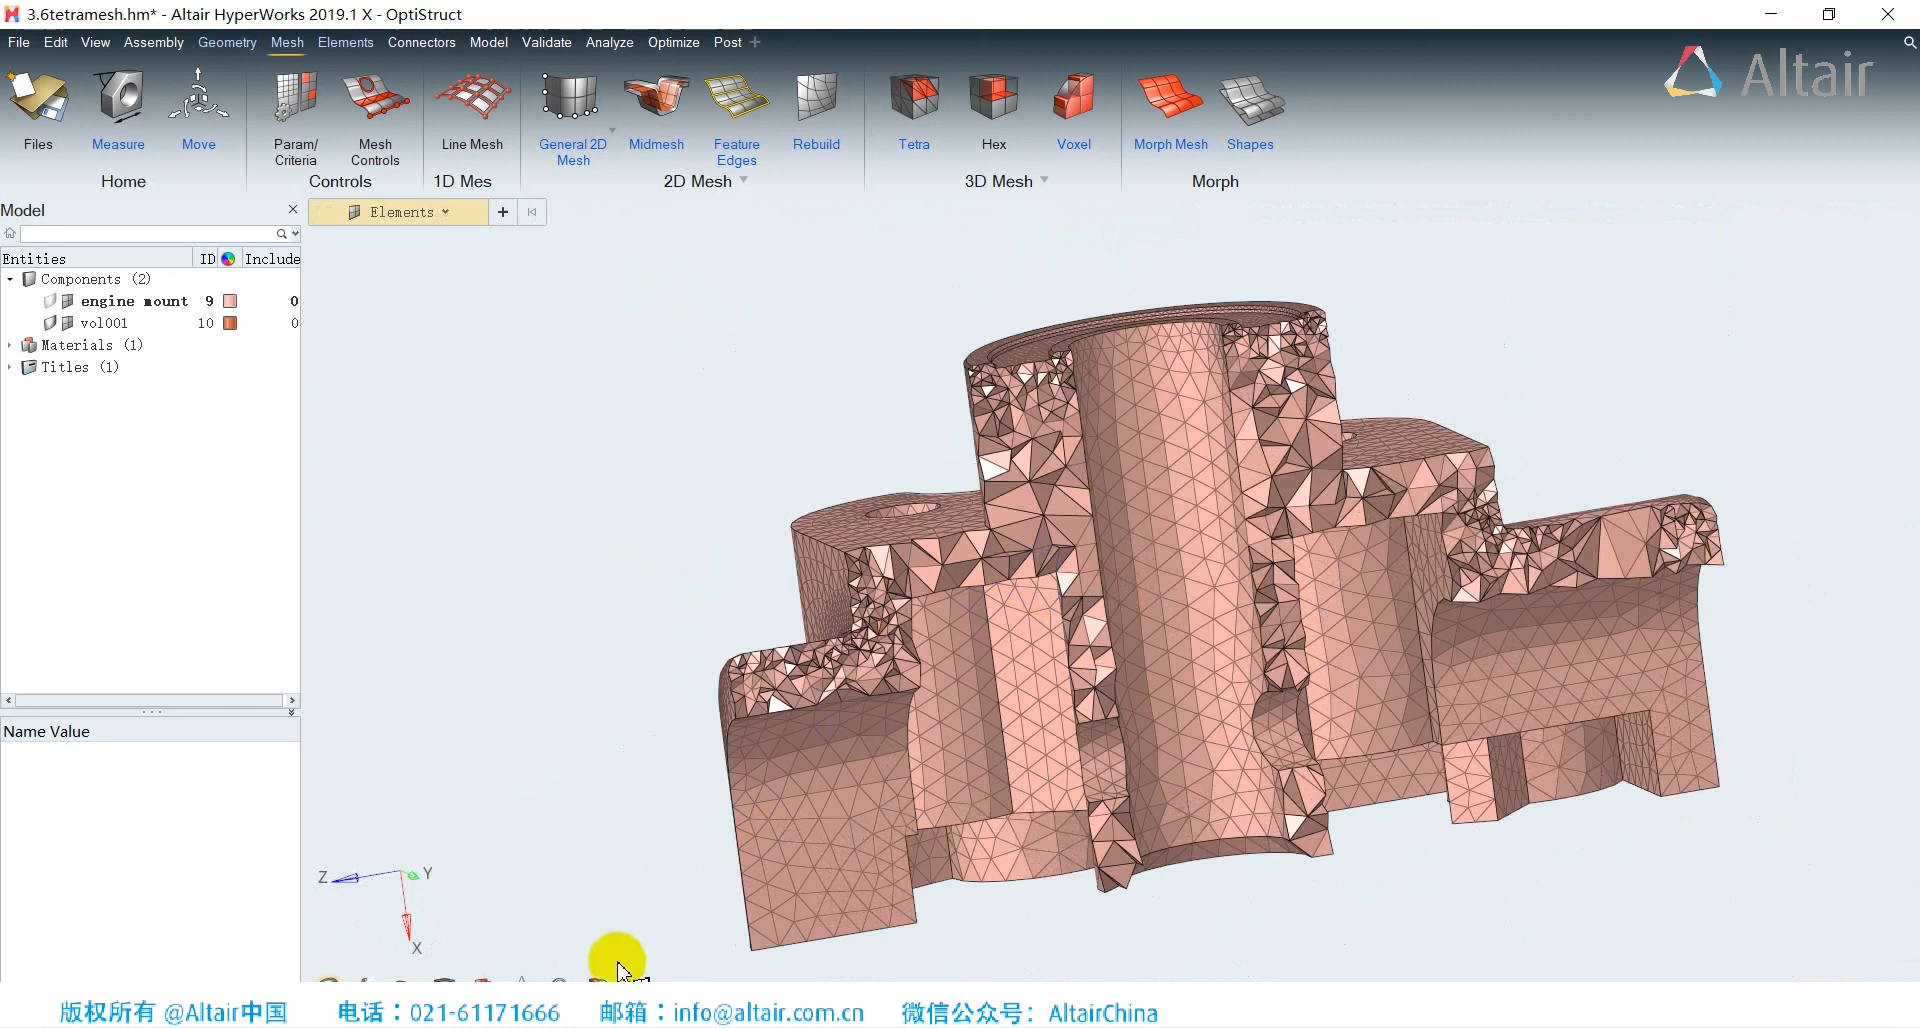 3.6tetramesh.hm* - Altair HyperWorks 2019.1 X - OptiStruct
File Edit View Assembly Geometry Mesh Elements Connectors Model Validate Analyze Optimize Post
Altair
Files Measure Move Param/ Criteria Mesh Controls Line Mesh General 2D Mesh Midmesh Feature Edges Rebuild Tetra Hex Voxel Morph Mesh Shapes
Home Controls 1D Mes 2D Mesh 3D Mesh Morph
Model
Elements
Entities ID Include
Components (2)
engine mount 9 0
vol001 10 0
Materials (1)
Titles (1)
Name Value
Z Y
X
版权所有 @Altair中国 电话：021-61171666 邮箱：info@altair.com.cn 微信公众号：AltairChina